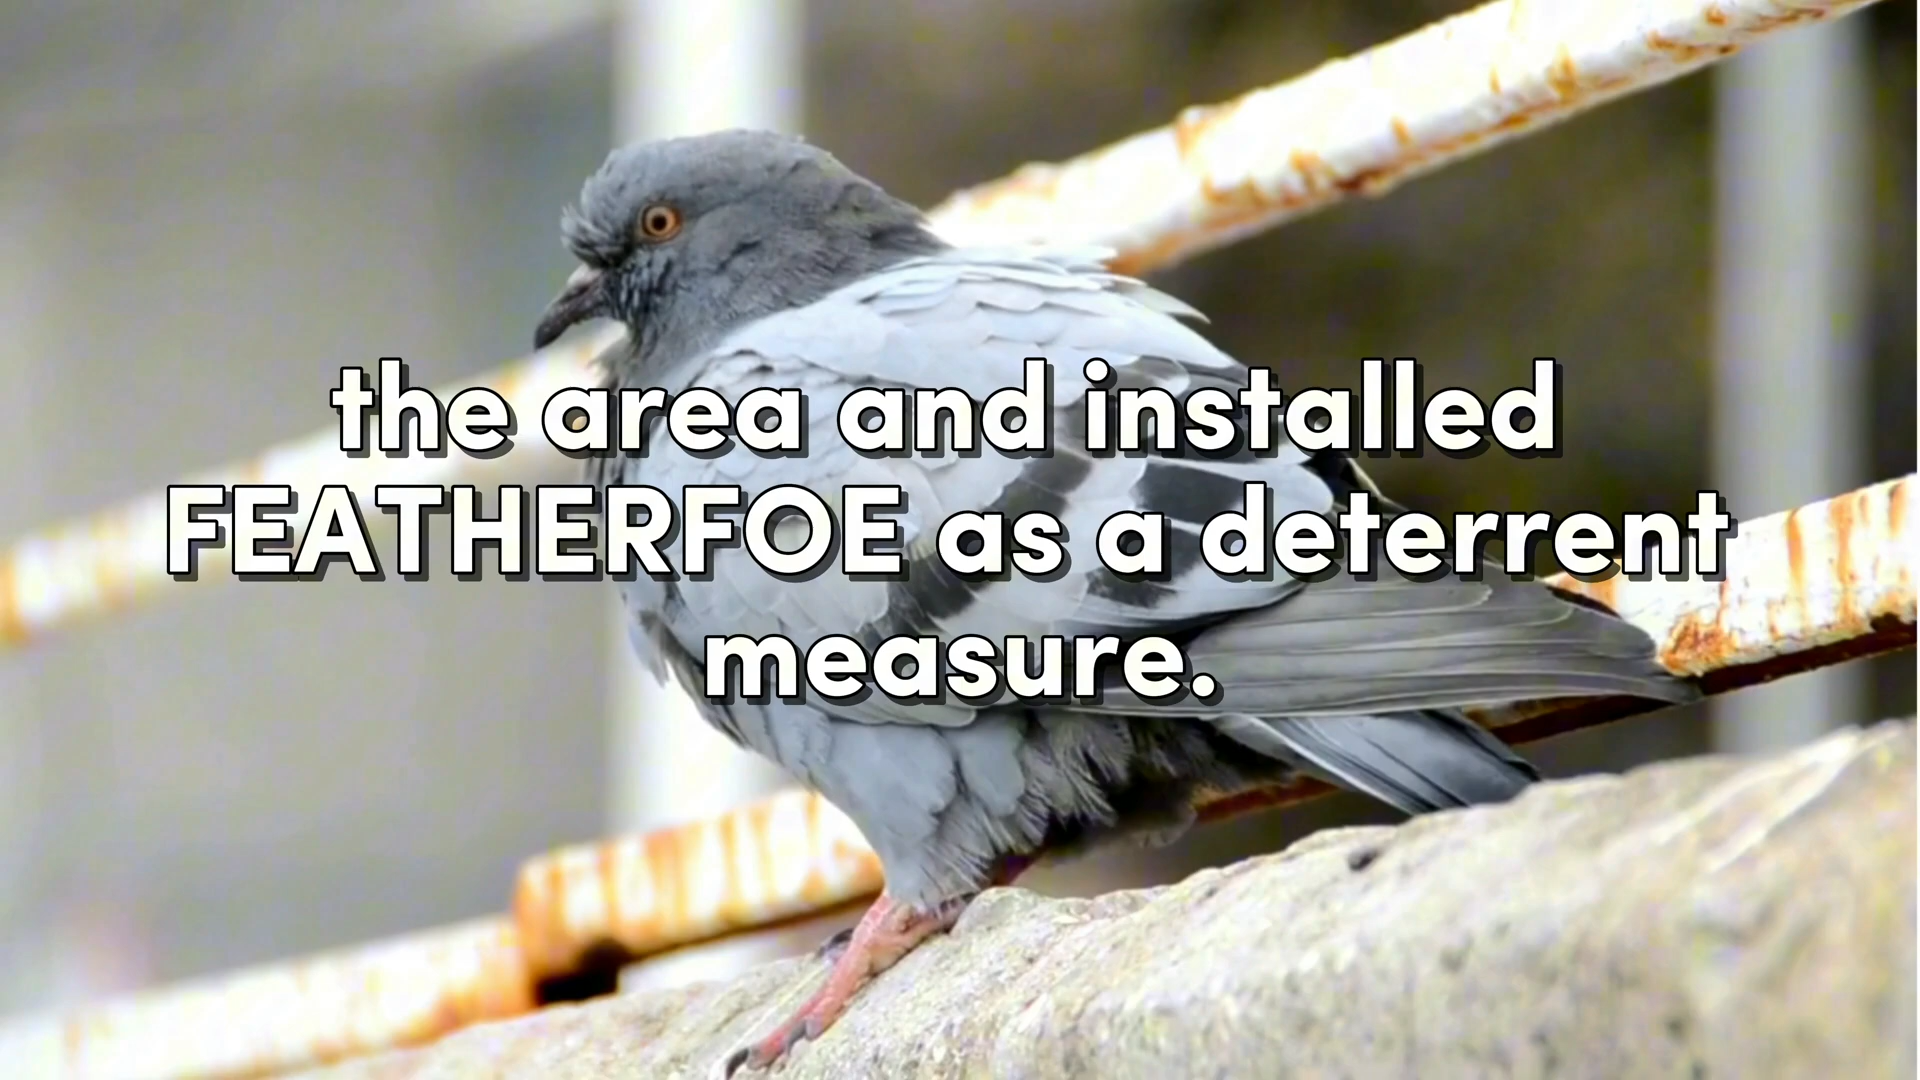 the area and installed
FEATHERFOE as a deterrent
measure.